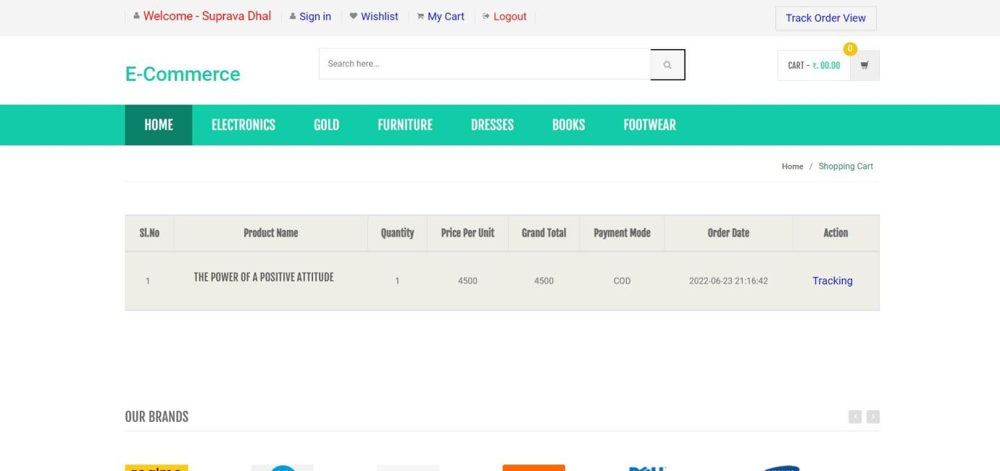 Welcome - Suprava Dhal Sign in Wishlist My Cart Logout Track Order View
E-Commerce
Search here...
0
CART - ₹. 00.00
HOME ELECTRONICS GOLD FURNITURE DRESSES BOOKS FOOTWEAR
Home / Shopping Cart
Sl.No Product Name Quantity Price Per Unit Grand Total Payment Mode Order Date Action
1 THE POWER OF A POSITIVE ATTITUDE 1 4500 4500 COD 2022-06-23 21:16:42 Tracking
OUR BRANDS
realme DELL